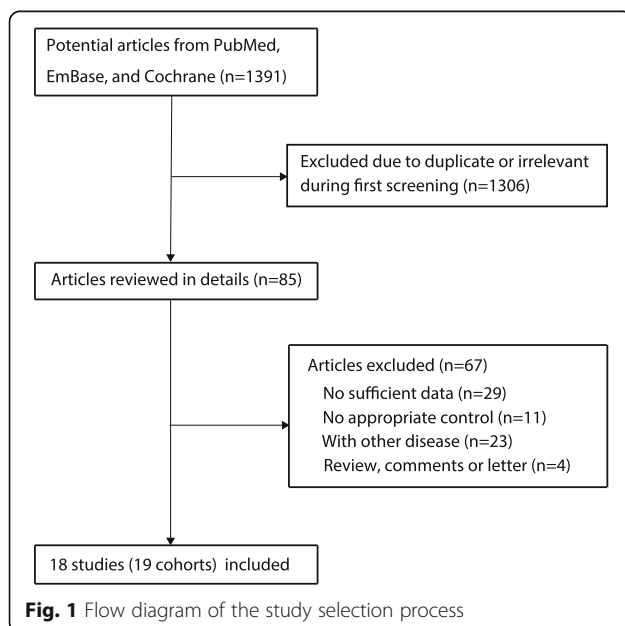 Potential articles from PubMed,
EmBase, and Cochrane (n=1391)
Excluded due to duplicate or irrelevant
during first screening (n=1306)
Articles reviewed in details (n=85)
Articles excluded (n=67)
No sufficient data (n=29)
No appropriate control (n=11)
With other disease (n=23)
Review, comments or letter (n=4)
18 studies (19 cohorts) included
Fig. 1 Flow diagram of the study selection process